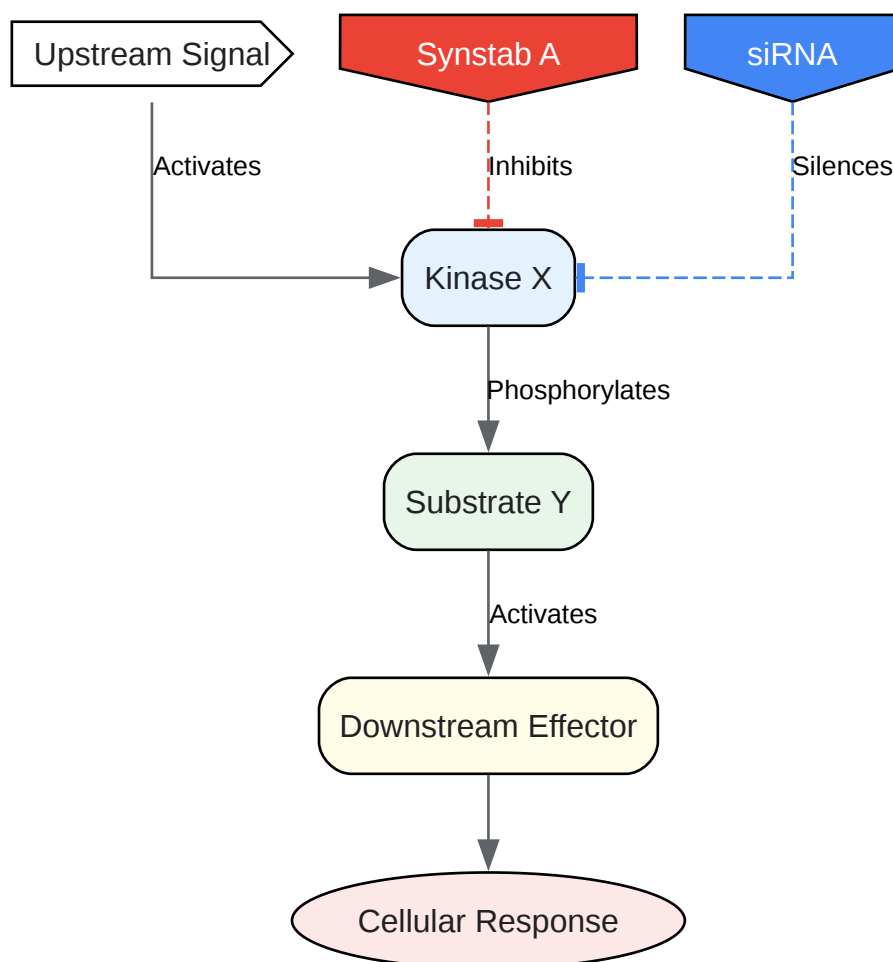 Upstream Signal
Synstab A
siRNA
Activates
Inhibits
Silences
Kinase X
Phosphorylates
Substrate Y
Activates
Downstream Effector
Cellular Response